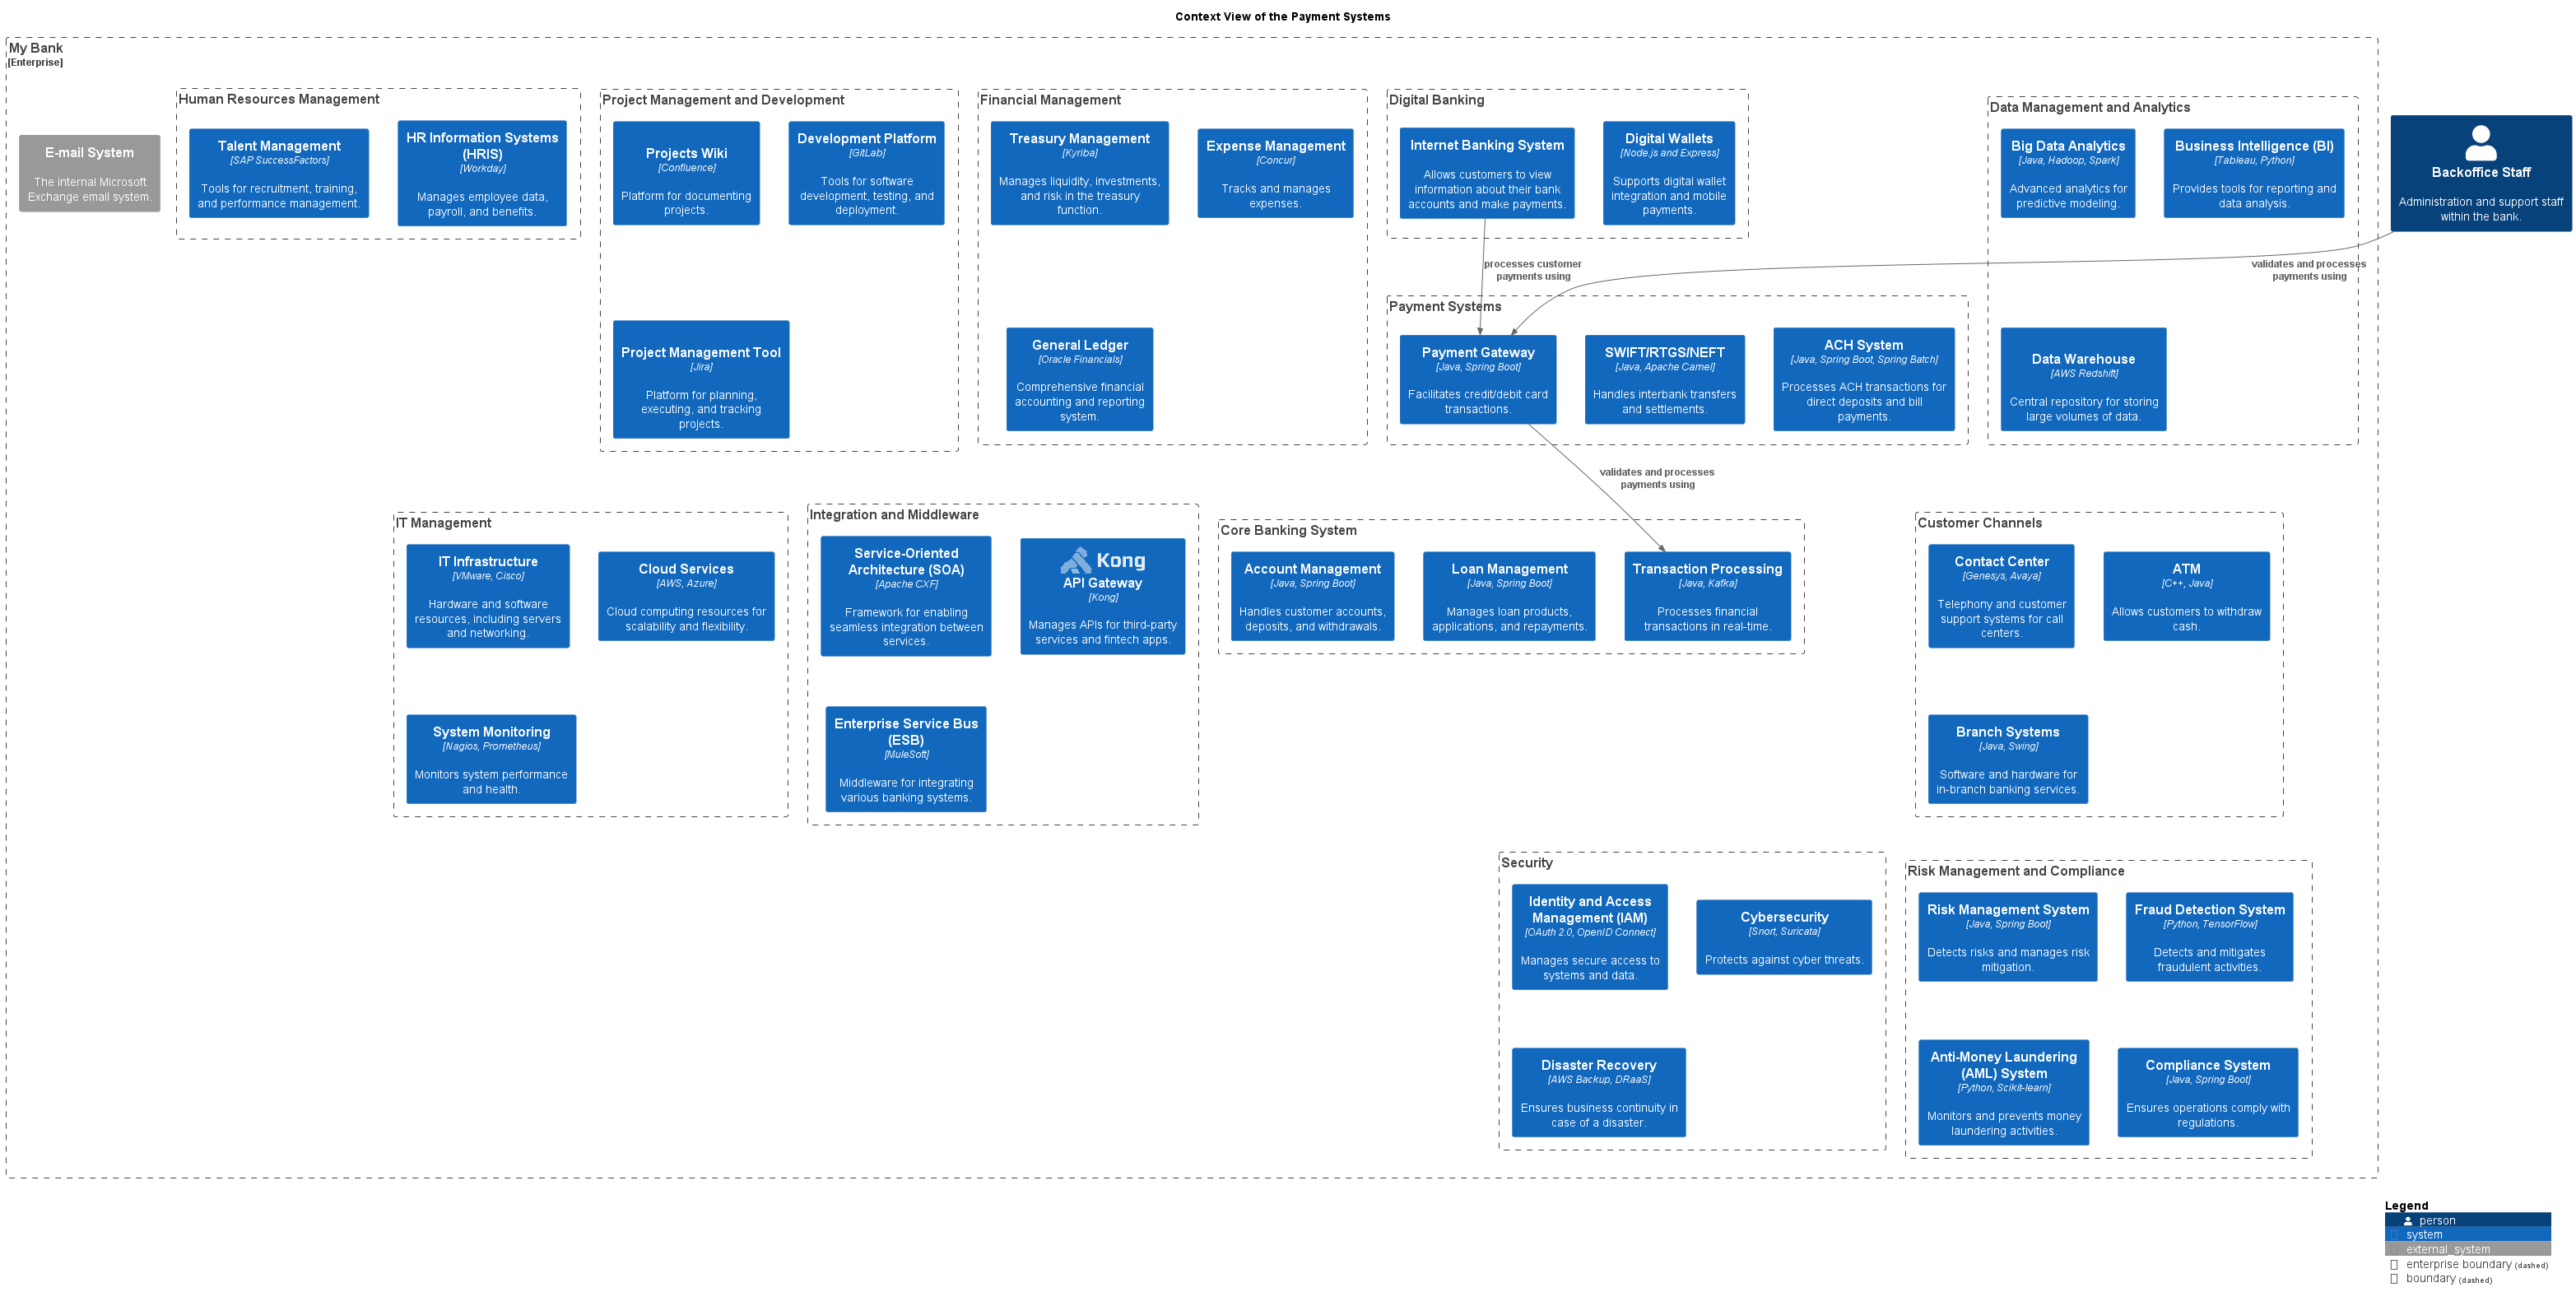 Context View of the Payment Systems
My Bank
[Enterprise]
E-mail System
The internal Microsoft
Exchange email system.
Human Resources Management
Talent Management
[SAP SuccessFactors]
Tools for recruitment, training,
and performance management.
HR Information Systems
(HRIS)
[Workday]
Manages employee data,
payroll, and benefits.
Project Management and Development
Projects Wiki
[Confluence]
Platform for documenting
projects.
Development Platform
[GitLab]
Tools for software
development, testing, and
deployment.
Project Management Tool
[Jira]
Platform for planning,
executing, and tracking
projects.
Financial Management
Treasury Management
[Kyriba]
Manages liquidity, investments,
and risk in the treasury
function.
Expense Management
[Concur]
Tracks and manages
expenses.
General Ledger
[Oracle Financials]
Comprehensive financial
accounting and reporting
system.
Digital Banking
Internet Banking System
Allows customers to view
information about their bank
accounts and make payments.
Digital Wallets
[Node.js and Express]
Supports digital wallet
integration and mobile
payments.
processes customer
payments using
Payment Systems
Payment Gateway
[Java, Spring Boot]
Facilitates credit/debit card
transactions.
SWIFT/RTGS/NEFT
[Java, Apache Camel]
Handles interbank transfers
and settlements.
ACH System
[Java, Spring Boot, Spring Batch]
Processes ACH transactions for
direct deposits and bill
payments.
Data Management and Analytics
Big Data Analytics
[Java, Hadoop, Spark]
Advanced analytics for
predictive modeling.
Business Intelligence (BI)
[Tableau, Python]
Provides tools for reporting and
data analysis.
Data Warehouse
[AWS Redshift]
Central repository for storing
large volumes of data.
Backoffice Staff
Administration and support staff
within the bank.
validates and processes
payments using
validates and processes
payments using
IT Management
IT Infrastructure
[VMware, Cisco]
Hardware and software
resources, including servers
and networking.
Cloud Services
[AWS, Azure]
Cloud computing resources for
scalability and flexibility.
System Monitoring
[Nagios, Prometheus]
Monitors system performance
and health.
Integration and Middleware
Service-Oriented
Architecture (SOA)
[Apache CXF]
Framework for enabling
seamless integration between
services.
Kong
API Gateway
[Kong]
Manages APIs for third-party
services and fintech apps.
Enterprise Service Bus
(ESB)
[MuleSoft]
Middleware for integrating
various banking systems.
Core Banking System
Account Management
[Java, Spring Boot]
Handles customer accounts,
deposits, and withdrawals.
Loan Management
[Java, Spring Boot]
Manages loan products,
applications, and repayments.
Transaction Processing
[Java, Kafka]
Processes financial
transactions in real-time.
Customer Channels
Contact Center
[Genesys, Avaya]
Telephony and customer
support systems for call
centers.
ATM
[C++, Java]
Allows customers to withdraw
cash.
Branch Systems
[Java, Swing]
Software and hardware for
in-branch banking services.
Security
Identity and Access
Management (IAM)
[OAuth 2.0, OpenID Connect]
Manages secure access to
systems and data.
Cybersecurity
[Snort, Suricata]
Protects against cyber threats.
Disaster Recovery
[AWS Backup, DRaaS]
Ensures business continuity in
case of a disaster.
Risk Management and Compliance
Risk Management System
[Java, Spring Boot]
Detects risks and manages risk
mitigation.
Fraud Detection System
[Python, TensorFlow]
Detects and mitigates
fraudulent activities.
Anti-Money Laundering
(AML) System
[Python, Scikit-learn]
Monitors and prevents money
laundering activities.
Compliance System
[Java, Spring Boot]
Ensures operations comply with
regulations.
Legend
person
system
external_system
enterprise boundary (dashed)
boundary (dashed)